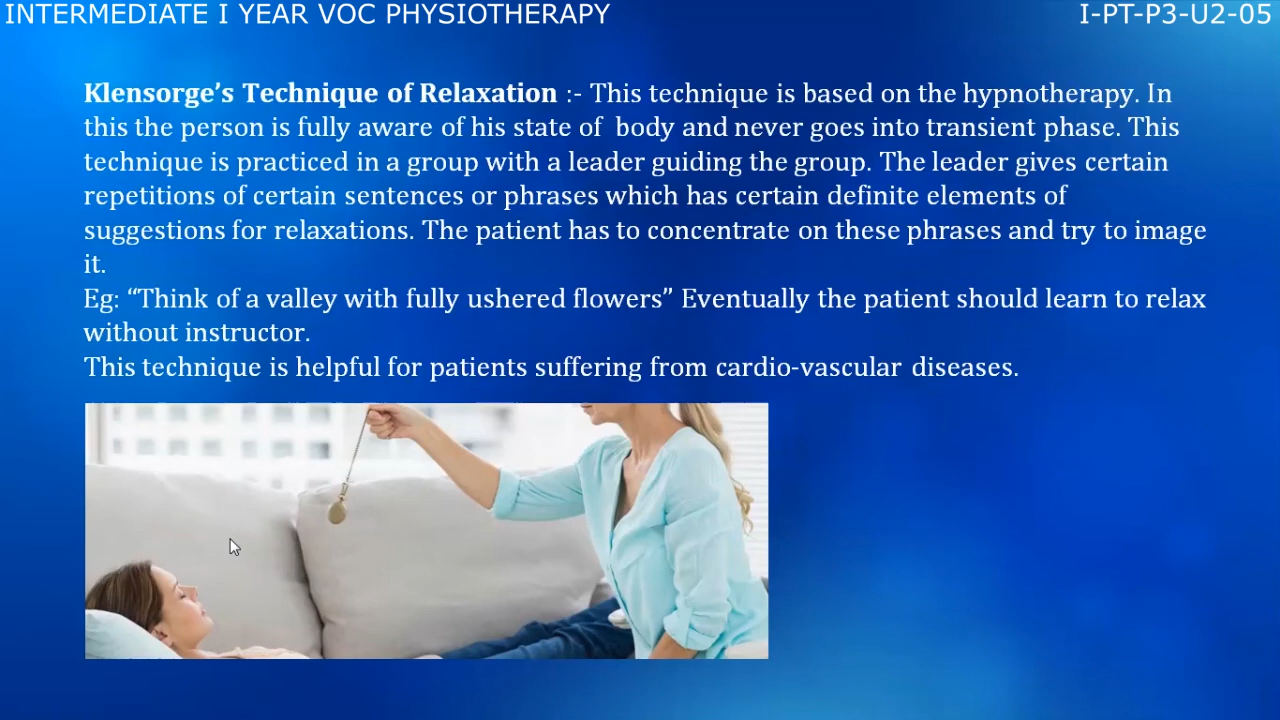 INTERMEDIATE I YEAR VOC PHYSIOTHERAPY
I-PT-P3-U2-05
Klensorge’s Technique of Relaxation :- This technique is based on the hypnotherapy. In
this the person is fully aware of his state of  body and never goes into transient phase. This
technique is practiced in a group with a leader guiding the group. The leader gives certain
repetitions of certain sentences or phrases which has certain definite elements of
suggestions for relaxations. The patient has to concentrate on these phrases and try to image
it.
Eg: “Think of a valley with fully ushered flowers” Eventually the patient should learn to relax
without instructor.
This technique is helpful for patients suffering from cardio-vascular diseases.